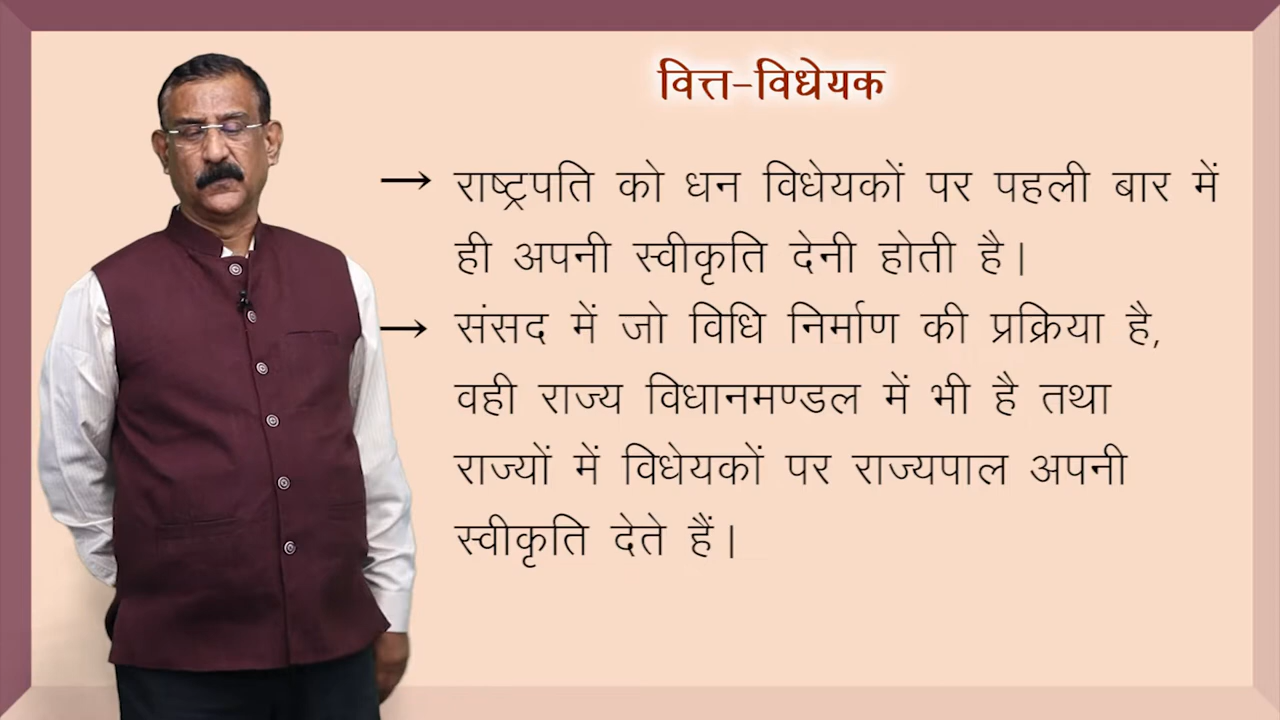 वित्त-विधेयक
→ राष्ट्रपति को धन विधेयकों पर पहली बार में
ही अपनी स्वीकृति देनी होती है।
→ संसद में जो विधि निर्माण की प्रक्रिया है,
वही राज्य विधानमण्डल में भी है तथा
राज्यों में विधेयकों पर राज्यपाल अपनी
स्वीकृति देते हैं।